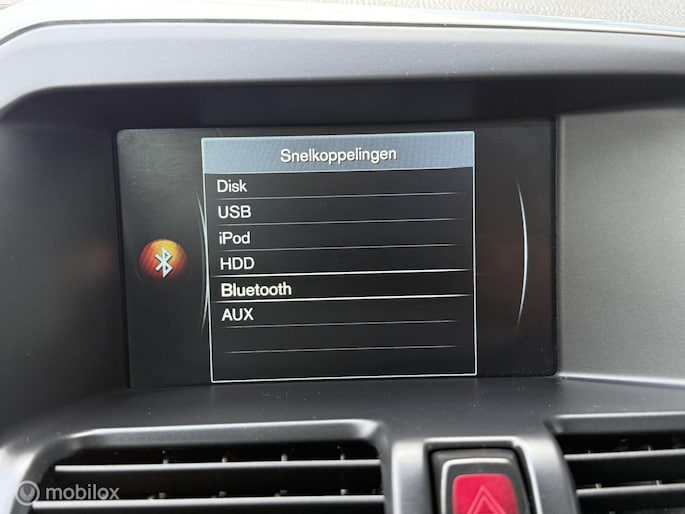 Snelkoppelingen
Disk
USB
iPod
HDD
Bluetooth
AUX
mobilox